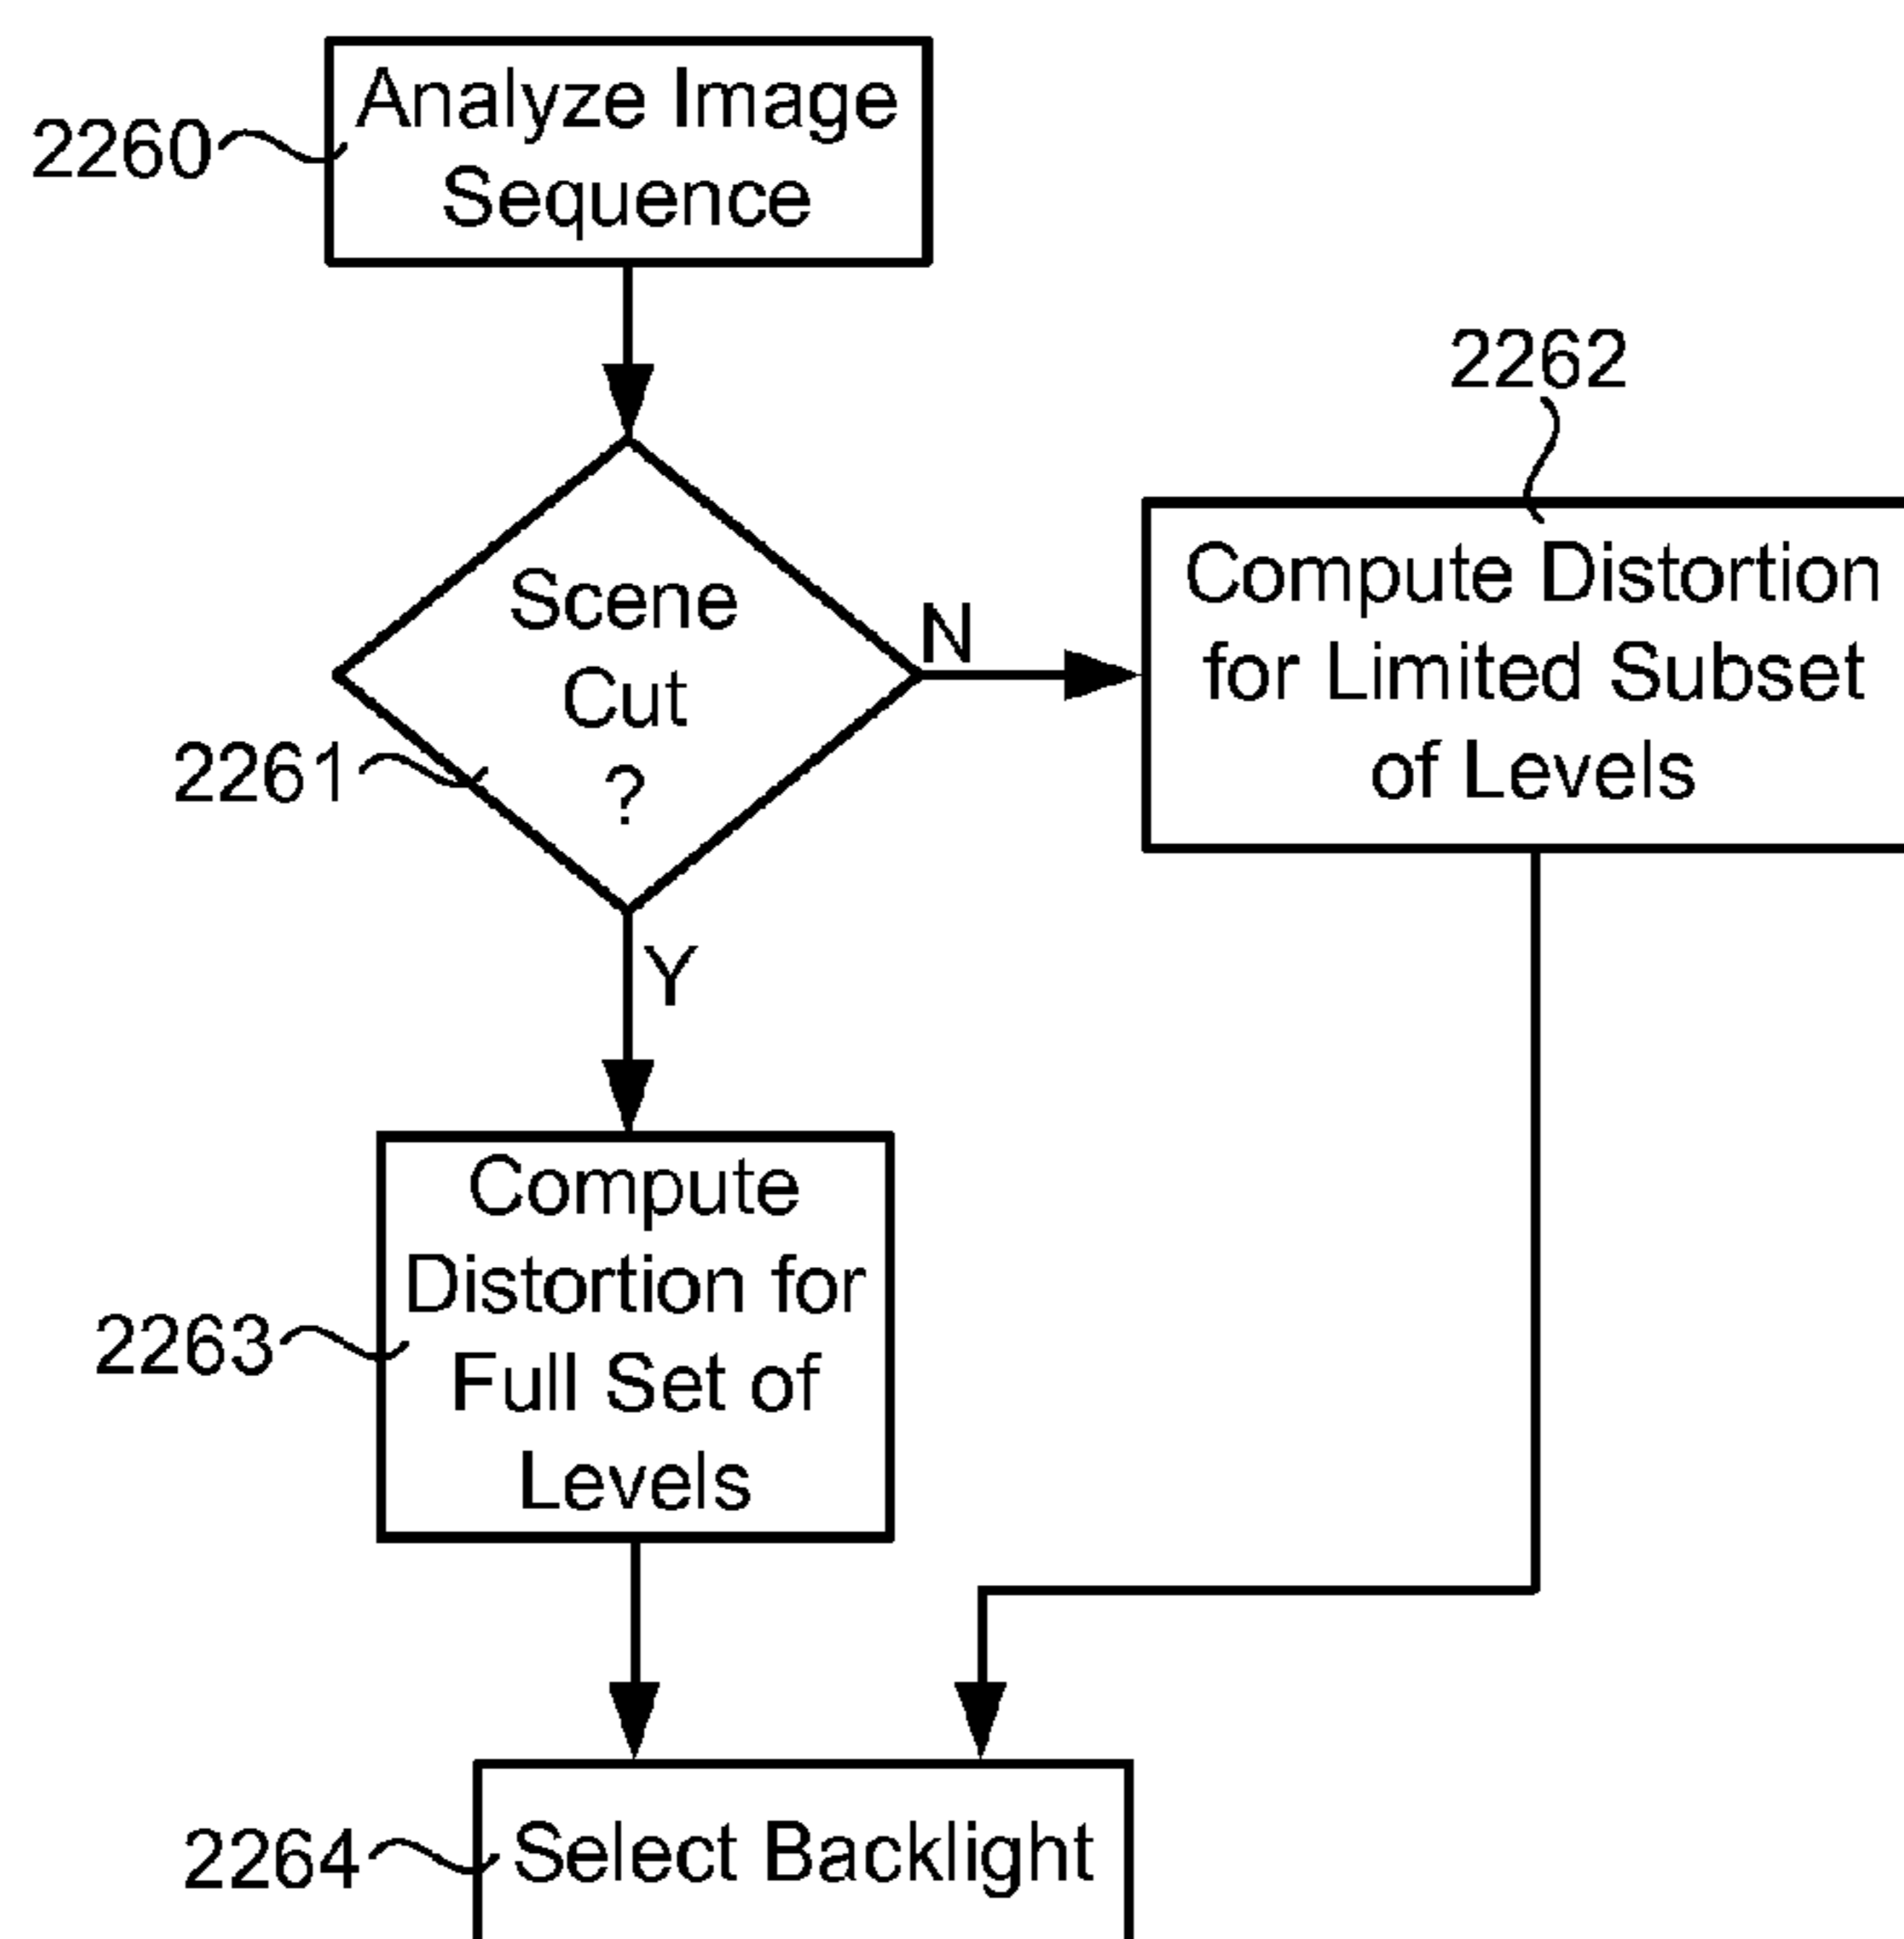 2260
Analyze Image
Sequence
2262
Scene
Cut
?
2261
N
Compute Distortion
for Limited Subset
of Levels
Y
2263
Compute
Distortion for
Full Set of
Levels
2264
Select Backlight